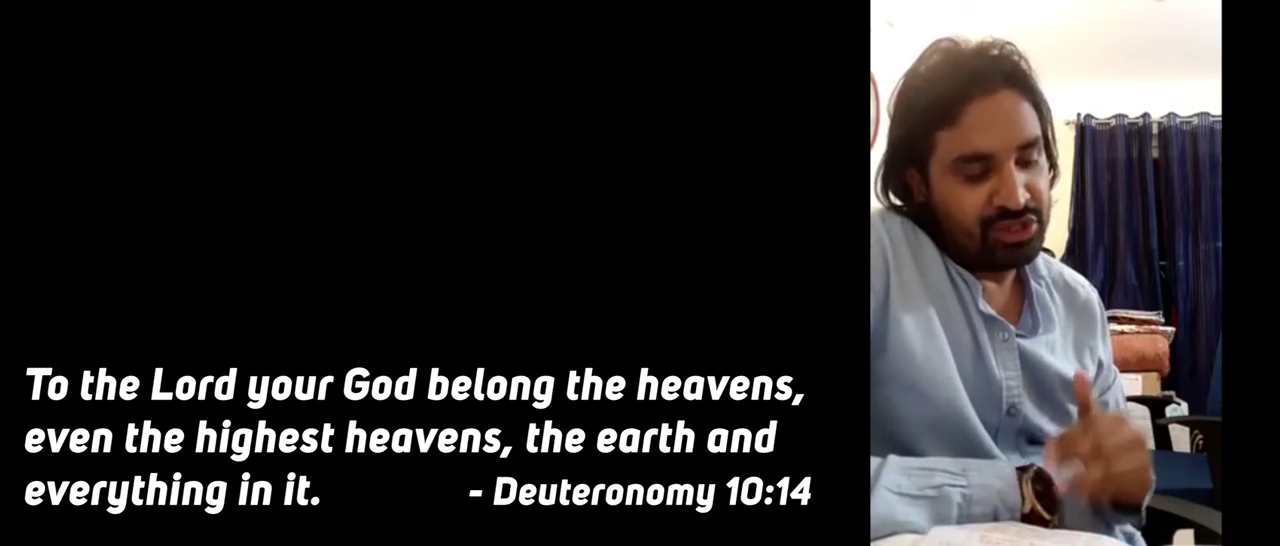 To the Lord your God belong the heavens,
even the highest heavens, the earth and
everything in it. - Deuteronomy 10:14